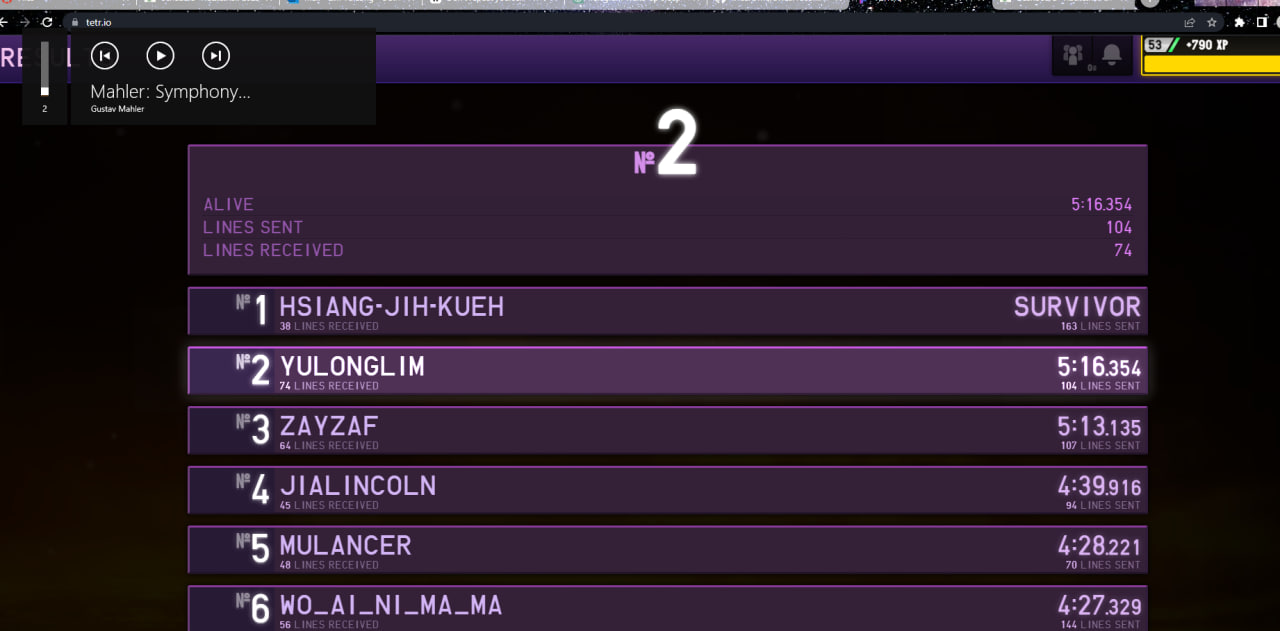 tetr.io
RESUL
53 +790 XP
2
Mahler: Symphony...
Gustav Mahler
Nº2
ALIVE 5:16.354
LINES SENT 104
LINES RECEIVED 74
Nº1 HSIANG-JIH-KUEH SURVIVOR
38 LINES RECEIVED 163 LINES SENT
Nº2 YULONGLIM 5:16.354
74 LINES RECEIVED 104 LINES SENT
Nº3 ZAYZAF 5:13.135
64 LINES RECEIVED 107 LINES SENT
Nº4 JIALINCOLN 4:39.916
45 LINES RECEIVED 94 LINES SENT
Nº5 MULANCER 4:28.221
48 LINES RECEIVED 70 LINES SENT
Nº6 WO_AI_NI_MA_MA 4:27.329
56 LINES RECEIVED 144 LINES SENT